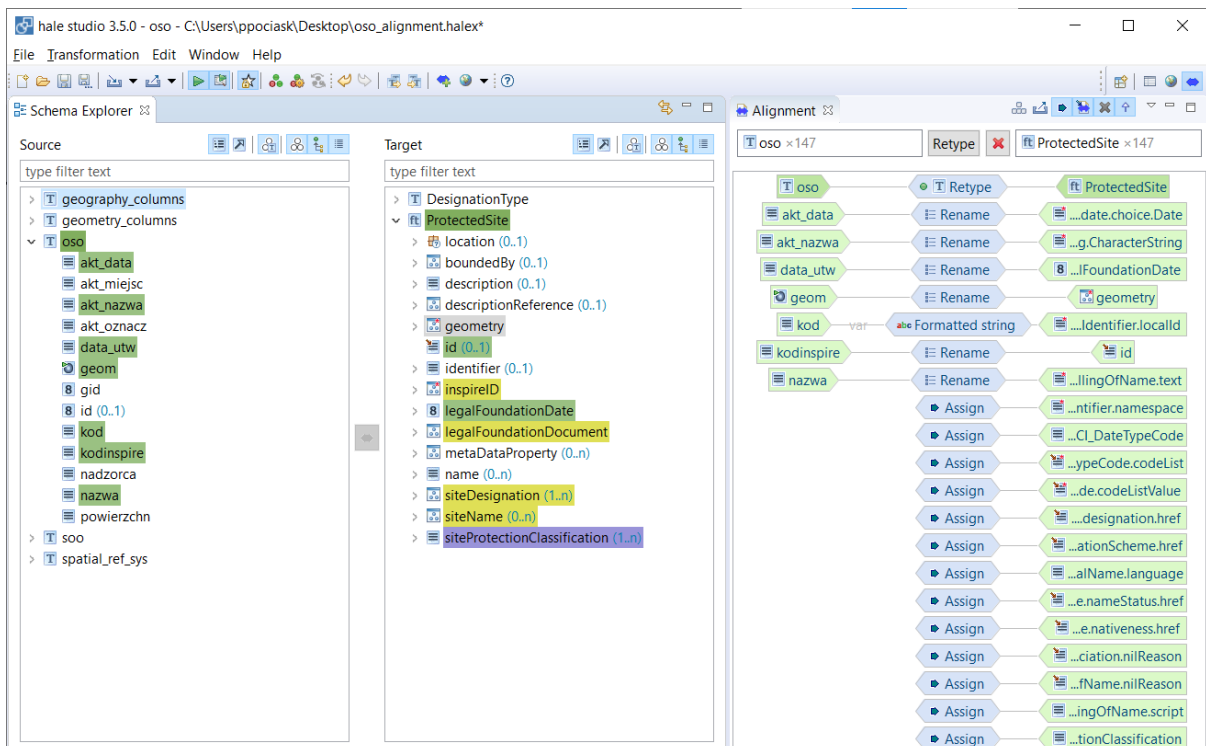 hale studio 3.5.0 - oso - C:\Users\ppociask\Desktop\oso_alignment.halex*
File Transformation Edit Window Help
Schema Explorer
Source
type filter text
geography_columns
geometry_columns
oso
akt_data
akt_miejsc
akt_nazwa
akt_oznacz
data_utw
geom
gid
id (0..1)
kod
kodinspire
nadzorca
nazwa
powierzchn
soo
spatial_ref_sys
Target
type filter text
DesignationType
ProtectedSite
location (0..1)
boundedBy (0..1)
description (0..1)
descriptionReference (0..1)
geometry
id (0..1)
identifier (0..1)
inspireID
legalFoundationDate
legalFoundationDocument
metaDataProperty (0..n)
name (0..n)
siteDesignation (1..n)
siteName (0..n)
siteProtectionClassification (1..n)
Alignment
oso ×147 Retype ProtectedSite ×147
oso Retype ProtectedSite
akt_data Rename ...date.choice.Date
akt_nazwa Rename ...g.CharacterString
data_utw Rename ...lFoundationDate
geom Rename geometry
kod var Formatted string ...Identifier.localId
kodinspire Rename id
nazwa Rename ...llingOfName.text
Assign ...ntifier.namespace
Assign ...CI_DateTypeCode
Assign ...ypeCode.codeList
Assign ...de.codeListValue
Assign ...designation.href
Assign ...ationScheme.href
Assign ...alName.language
Assign ...e.nameStatus.href
Assign ...e.nativeness.href
Assign ...ciation.nilReason
Assign ...fName.nilReason
Assign ...ingOfName.script
Assign ...tionClassification